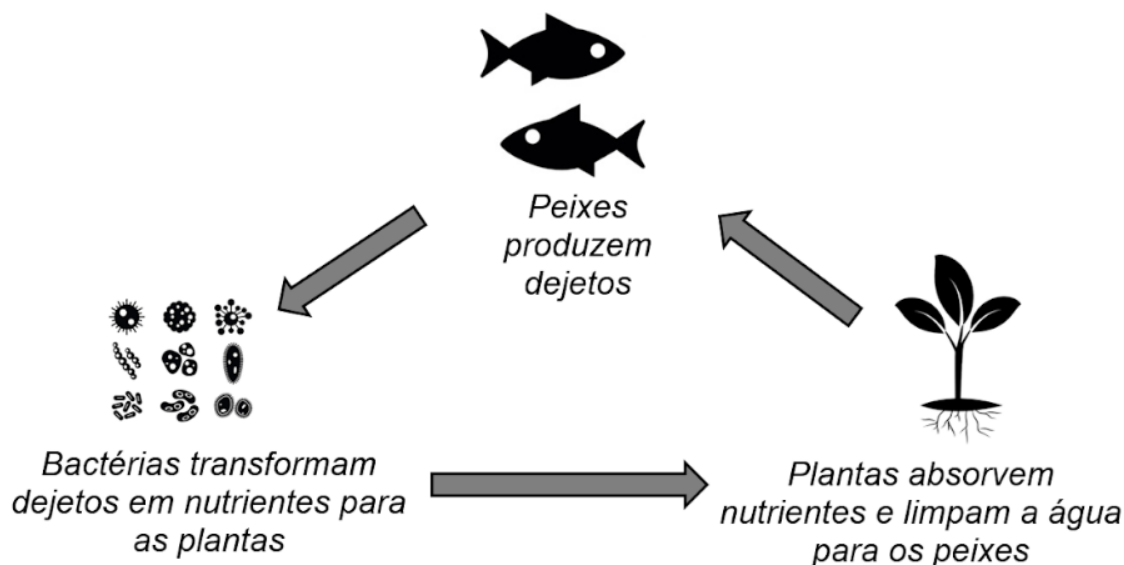 Peixes
produzem
dejetos
Bactérias transformam
dejetos em nutrientes para
as plantas
Plantas absorvem
nutrientes e limpam a água
para os peixes